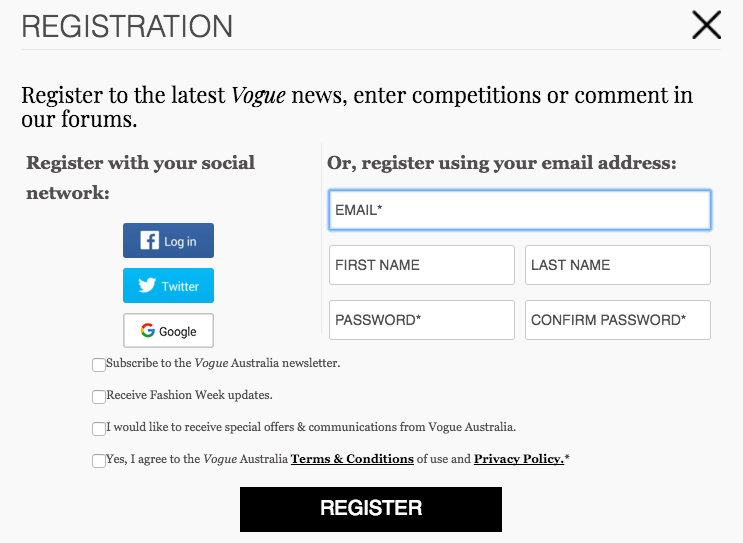 REGISTRATION
Register to the latest Vogue news, enter competitions or comment in
our forums.
Register with your social
network:
Log in
Twitter
Google
Or, register using your email address:
EMAIL*
FIRST NAME
LAST NAME
PASSWORD*
CONFIRM PASSWORD*
Subscribe to the Vogue Australia newsletter.
Receive Fashion Week updates.
I would like to receive special offers & communications from Vogue Australia.
Yes, I agree to the Vogue Australia Terms & Conditions of use and Privacy Policy.*
REGISTER